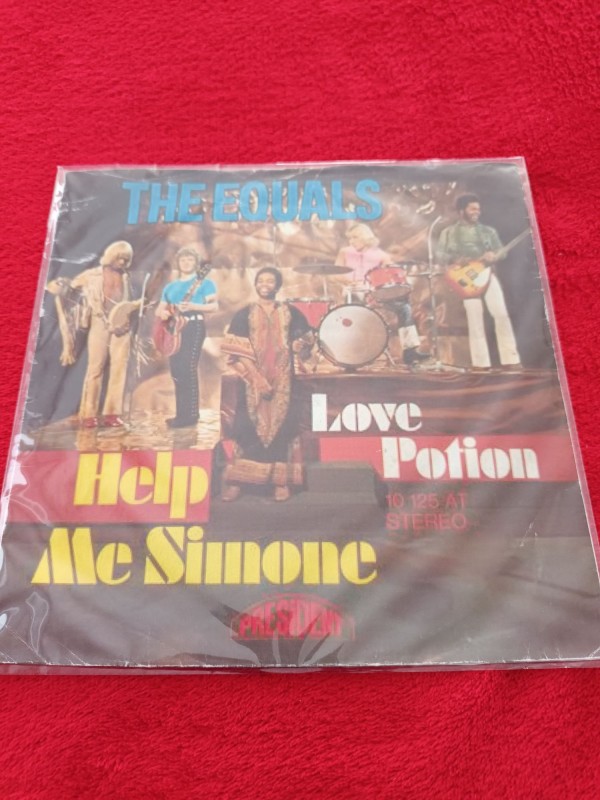 THE EQUALS
Love
Potion
Help
Me Simone
10 125 AT
STEREO
PRESIDENT